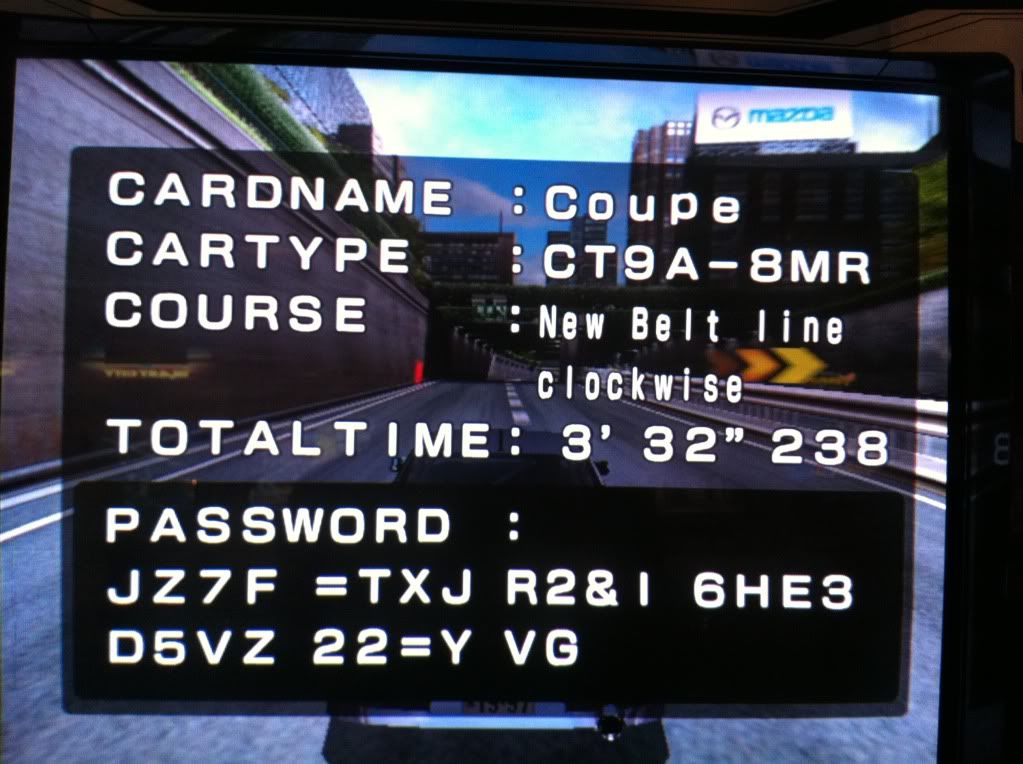 mazda
CARDNAME :Coupe
CARTYPE :CT9A-8MR
COURSE :New Belt line
clockwise
TOTALTIME: 3' 32" 238
PASSWORD :
JZ7F =TXJ R2&I 6HE3
D5VZ 22=Y VG